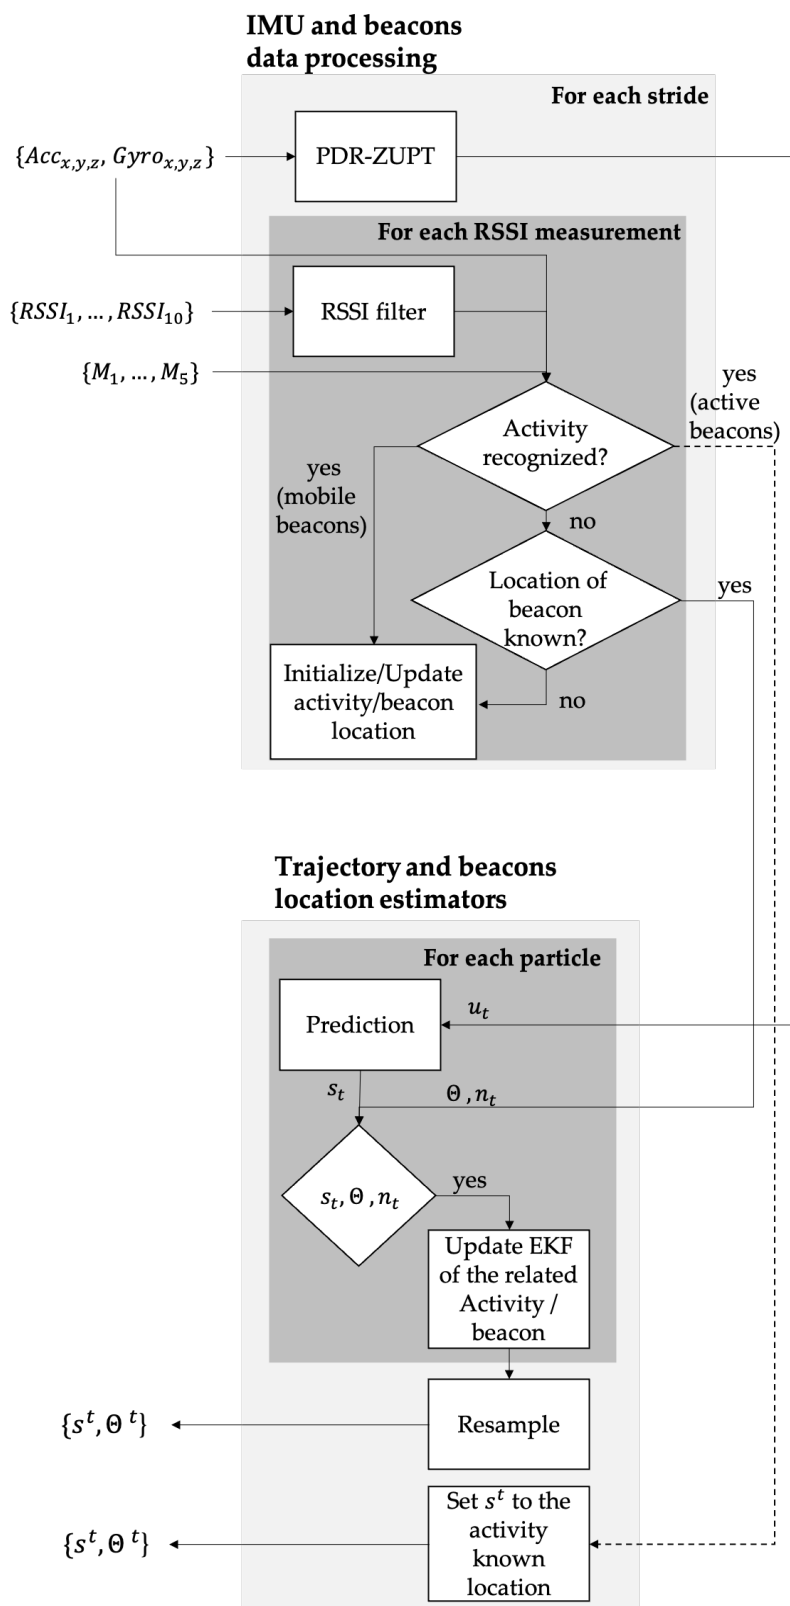 IMU and beacons
data processing
For each stride
{Acc_{x,y,z}, Gyro_{x,y,z}}
PDR-ZUPT
For each RSSI measurement
{RSSI_1, ..., RSSI_{10}}
RSSI filter
{M_1, ..., M_5}
yes
(active
beacons)
Activity
recognized?
yes
(mobile
beacons)
no
Location of
beacon
known?
yes
Initialize/Update
activity/beacon
location
no
Trajectory and beacons
location estimators
For each particle
Prediction
u_t
s_t
Θ , n_t
s_t, Θ , n_t
yes
Update EKF
of the related
Activity /
beacon
{s^t, Θ^t}
Resample
{s^t, Θ^t}
Set s^t to the
activity
known
location